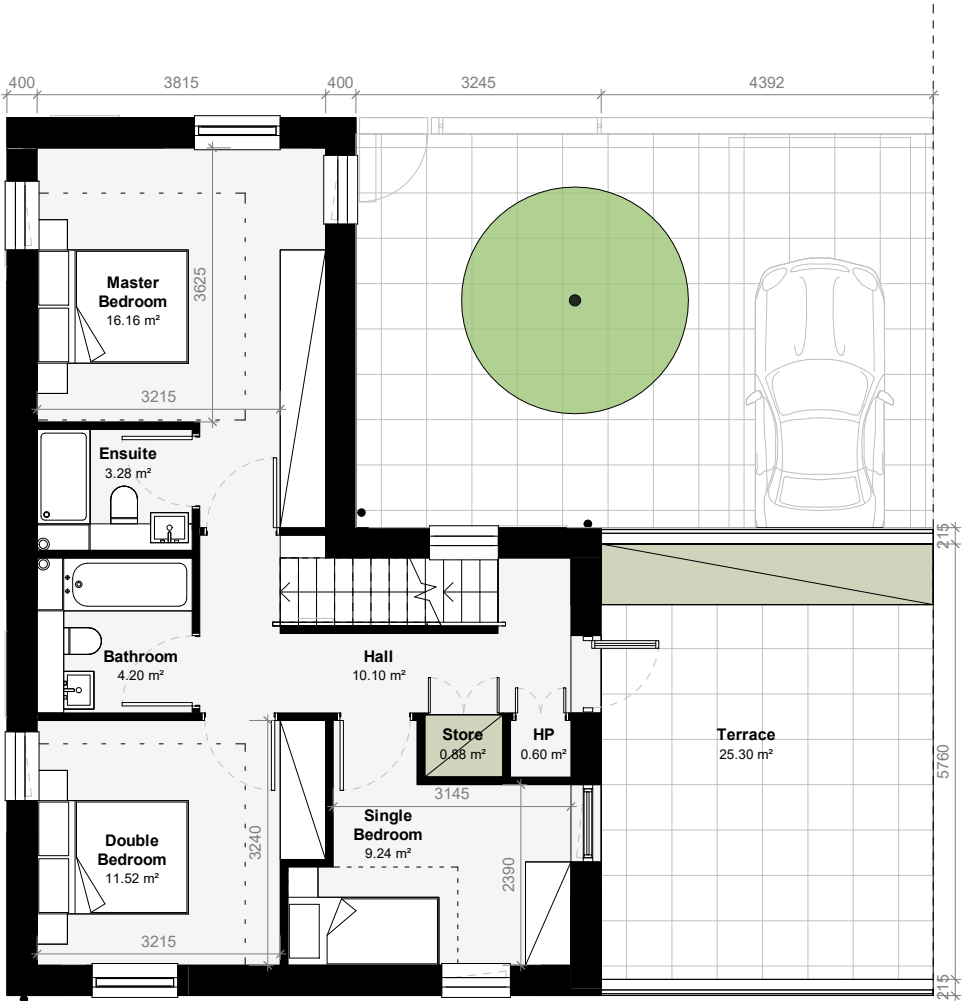 400
3815
400
3245
4392
Master
Bedroom
16.16 m²
3625
3215
Ensuite
3.28 m²
215
Bathroom
4.20 m²
Hall
10.10 m²
Store
0.88 m²
HP
0.60 m²
Terrace
25.30 m²
5760
3145
Single
Bedroom
9.24 m²
Double
Bedroom
11.52 m²
3240
2390
3215
215